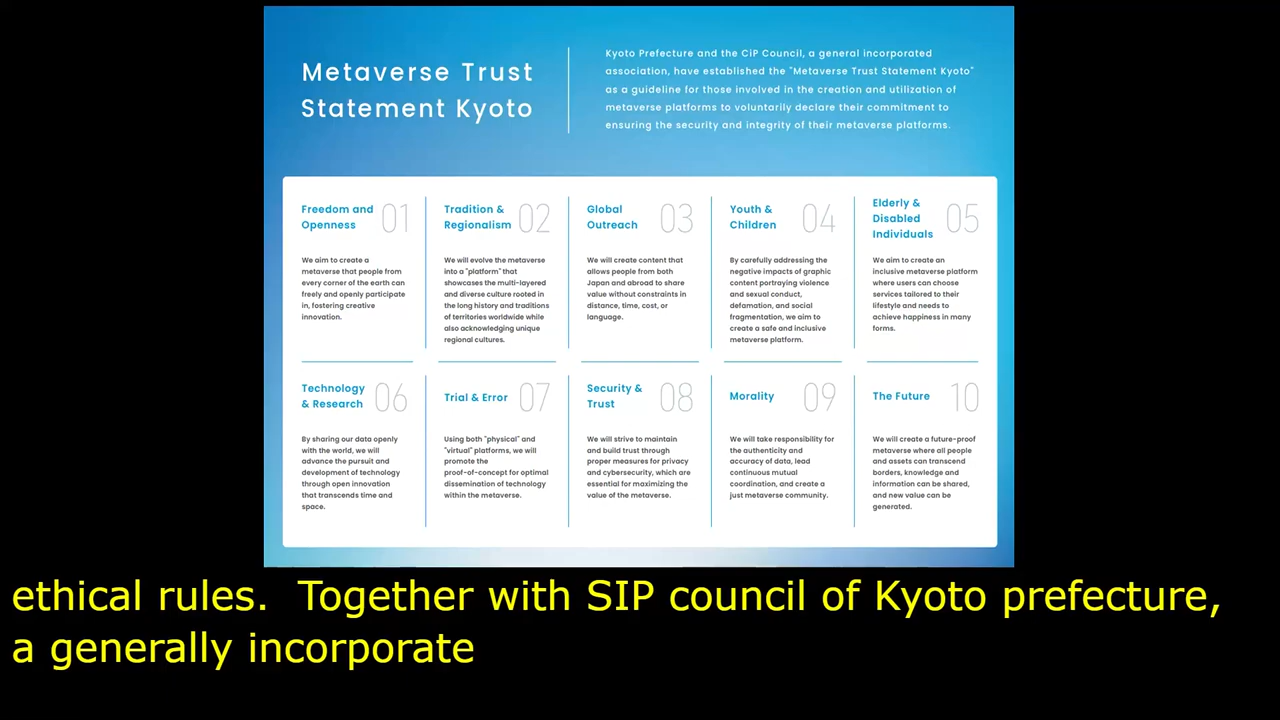 Metaverse Trust
Statement Kyoto
Kyoto Prefecture and the CiP Council, a general incorporated
association, have established the "Metaverse Trust Statement Kyoto"
as a guideline for those involved in the creation and utilization of
metaverse platforms to voluntarily declare their commitment to
ensuring the security and integrity of their metaverse platforms.
Freedom and
Openness
01
We aim to create a
metaverse that people from
every corner of the earth can
freely and openly participate
in, fostering creative
innovation.
Tradition &
Regionalism
02
We will evolve the metaverse
into a "platform" that
showcases the multi-layered
and diverse culture rooted in
the long history and traditions
of territories worldwide while
also acknowledging unique
regional cultures.
Global
Outreach
03
We will create content that
allows people from both
Japan and abroad to share
value without constraints in
distance, time, cost, or
language.
Youth &
Children
04
By carefully addressing the
negative impacts of graphic
content portraying violence
and sexual conduct,
defamation, and social
fragmentation, we aim to
create a safe and inclusive
metaverse platform.
Elderly &
Disabled
Individuals
05
We aim to create an
inclusive metaverse platform
where users can choose
services tailored to their
lifestyle and needs to
achieve happiness in many
forms.
Technology
& Research
06
By sharing our data openly
with the world, we will
advance the pursuit and
development of technology
through open innovation
that transcends time and
space.
Trial & Error
07
Using both "physical" and
"virtual" platforms, we will
promote the
proof-of-concept for optimal
dissemination of technology
within the metaverse.
Security &
Trust
08
We will strive to maintain
and build trust through
proper measures for privacy
and cybersecurity, which are
essential for maximizing the
value of the metaverse.
Morality
09
We will take responsibility for
the authenticity and
accuracy of data, lead
continuous mutual
coordination, and create a
just metaverse community.
The Future
10
We will create a future-proof
metaverse where all people
and assets can transcend
borders, knowledge and
information can be shared,
and new value can be
generated.
ethical rules.  Together with SIP council of Kyoto prefecture,
a generally incorporate